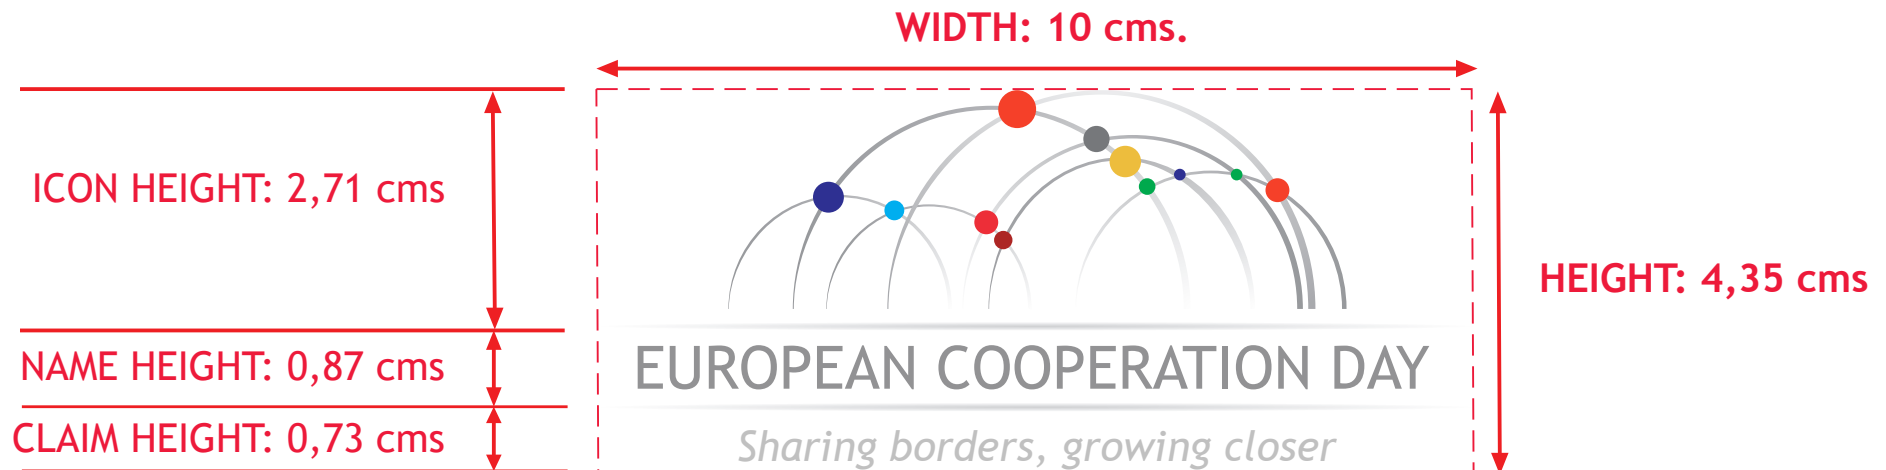 WIDTH: 10 cms.
ICON HEIGHT: 2,71 cms
HEIGHT: 4,35 cms
NAME HEIGHT: 0,87 cms
EUROPEAN COOPERATION DAY
CLAIM HEIGHT: 0,73 cms
Sharing borders, growing closer